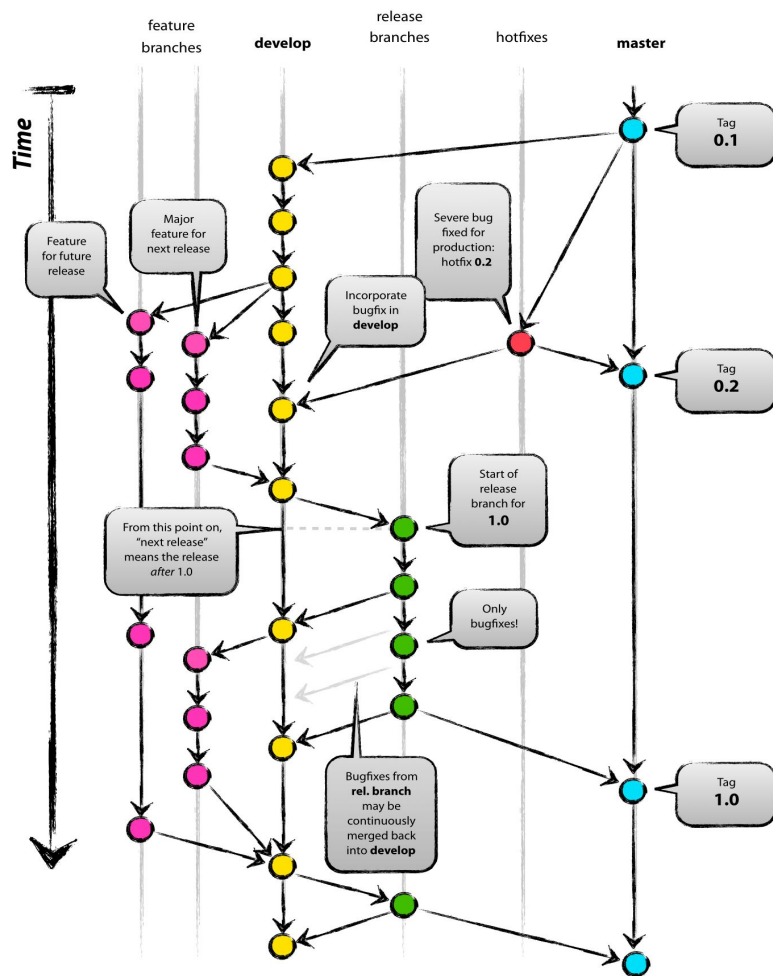 feature
branches
develop
release
branches
hotfixes
master
Time
Tag
0.1
Major
feature for
next release
Severe bug
fixed for
production:
hotfix 0.2
Feature
for future
release
Incorporate
bugfix in
develop
Tag
0.2
Start of
release
branch for
1.0
From this point on,
“next release”
means the release
after 1.0
Only
bugfixes!
Bugfixes from
rel. branch
may be
continuously
merged back
into develop
Tag
1.0